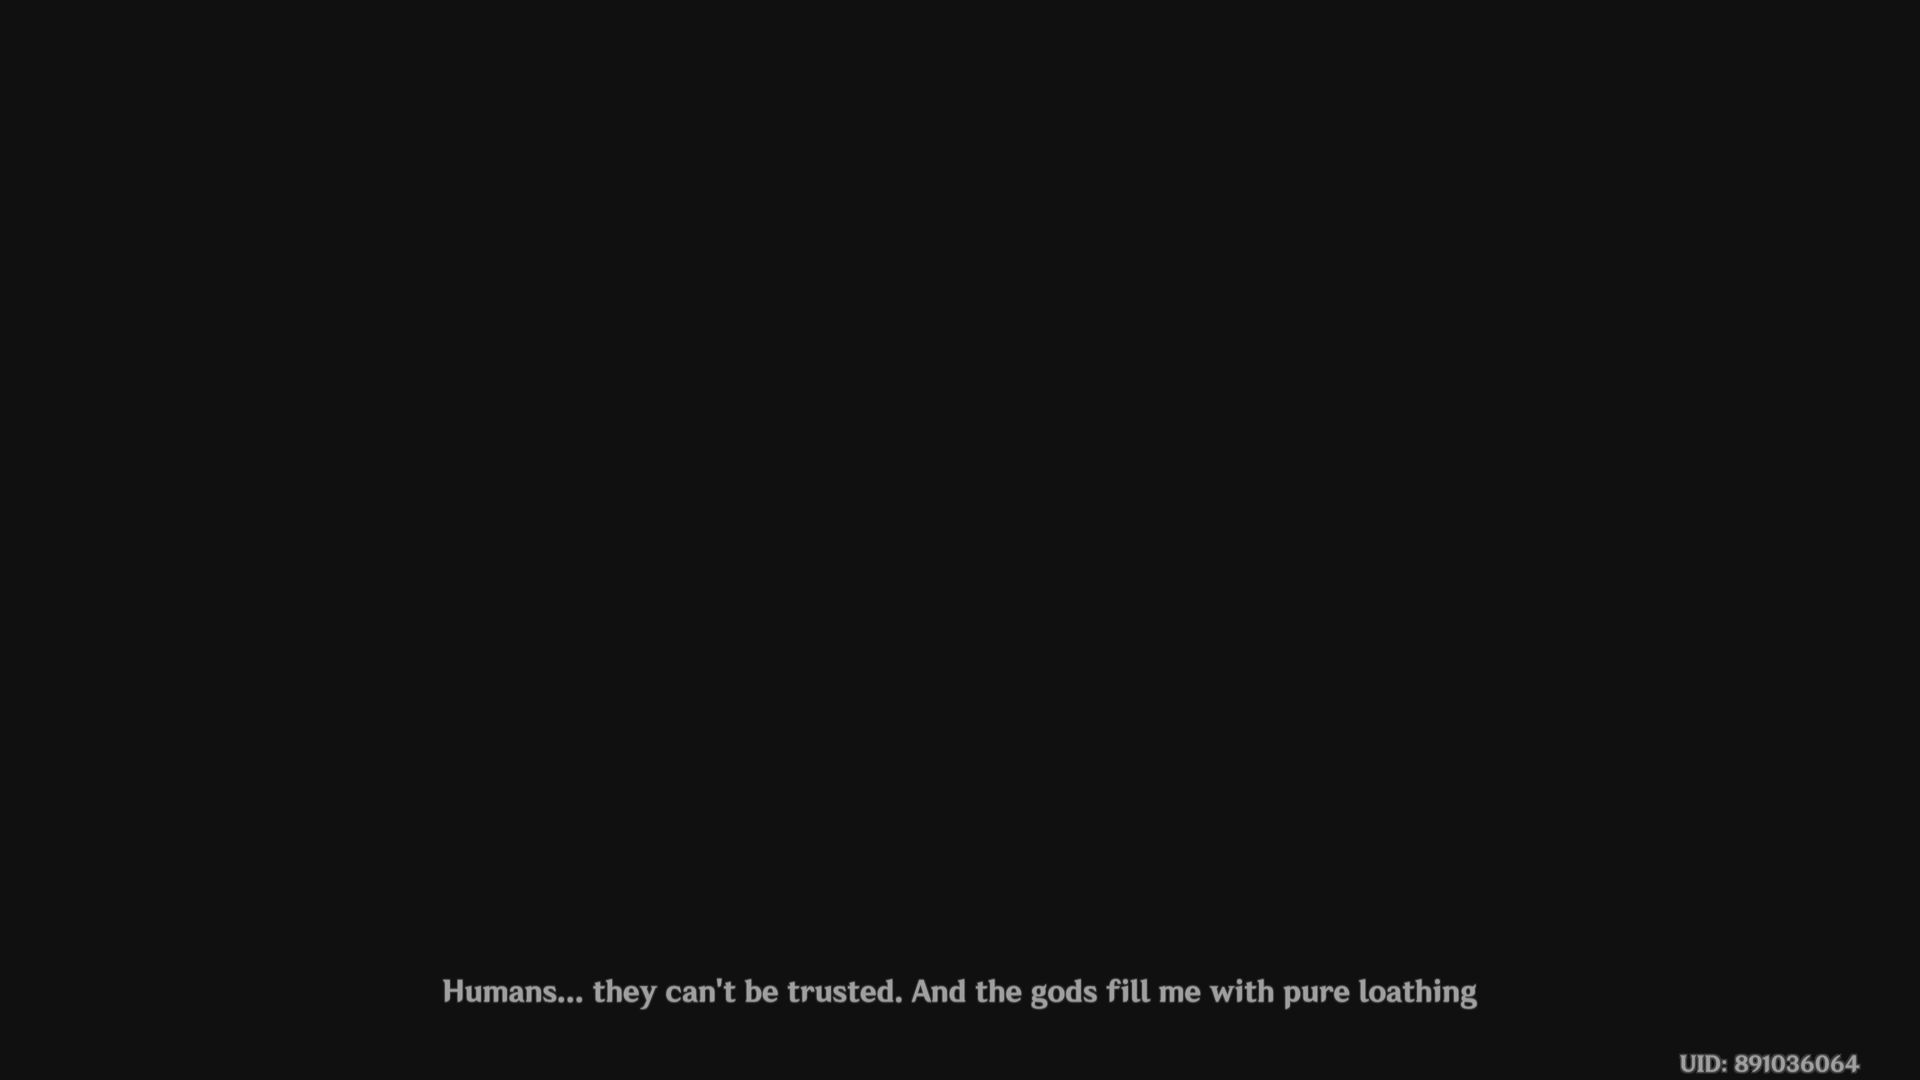 Humans... they can't be trusted. And the gods fill me with pure loathing
UID: 891036064